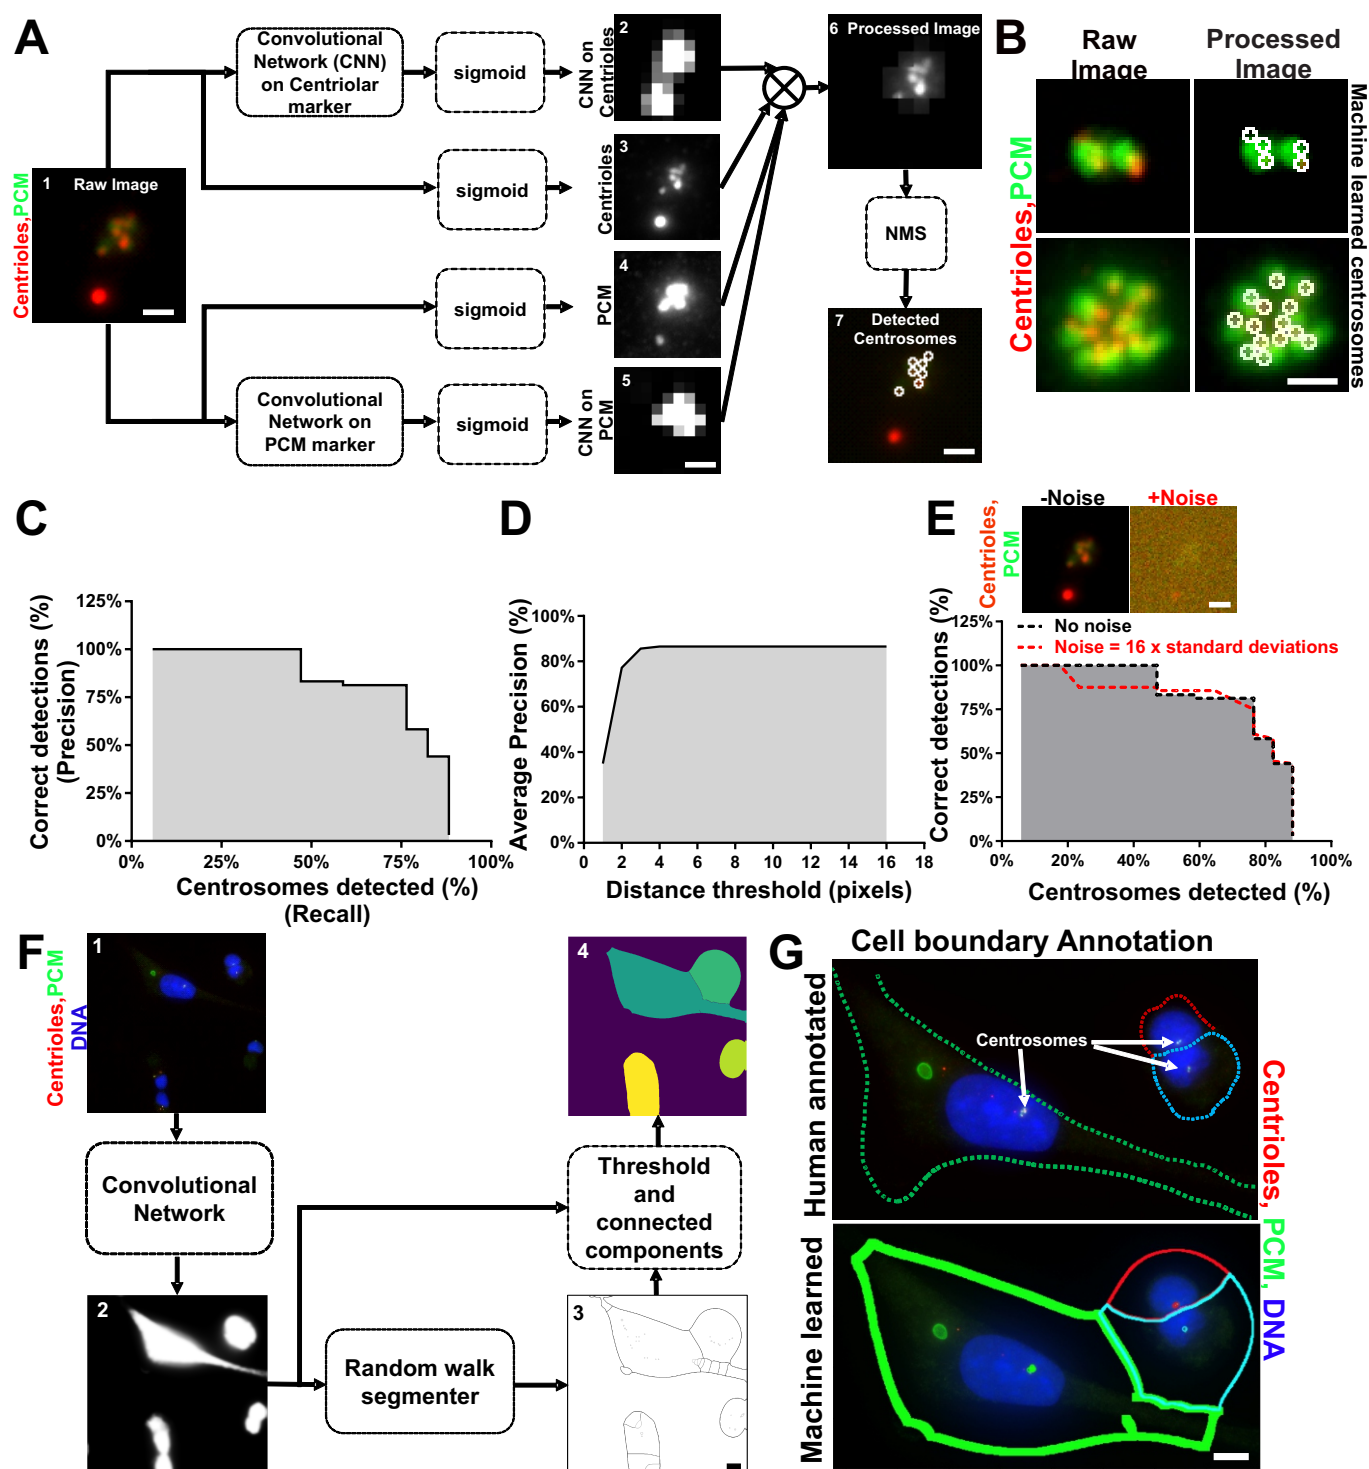 A
Convolutional
Network (CNN)
on Centriolar
marker
sigmoid
CNN on
Centrioles
2
6 Processed Image
Centrioles,PCM
1 Raw Image
sigmoid
Centrioles
3
sigmoid
PCM
4
NMS
Convolutional
Network on
PCM marker
sigmoid
CNN on
PCM
5
7 Detected
Centrosomes
B
Raw
Image
Processed
Image
Centrioles,PCM
Machine learned centrosomes
C
Correct detections (%)
(Precision)
125%
100%
75%
50%
25%
0%
0% 25% 50% 75% 100%
Centrosomes detected (%)
(Recall)
D
Average Precision (%)
100%
80%
60%
40%
20%
0%
0 2 4 6 8 10 12 14 16 18
Distance threshold (pixels)
E
-Noise +Noise
Centrioles,
PCM
No noise
Noise = 16 x standard deviations
Correct detections (%)
125%
100%
75%
50%
25%
0%
0% 20% 40% 60% 80% 100%
Centrosomes detected (%)
F
Centrioles,PCM
DNA
1
Convolutional
Network
2
Random walk
segmenter
3
Threshold
and
connected
components
4
G
Cell boundary Annotation
Human annotated
Centrosomes
Machine learned
Centrioles, PCM, DNA